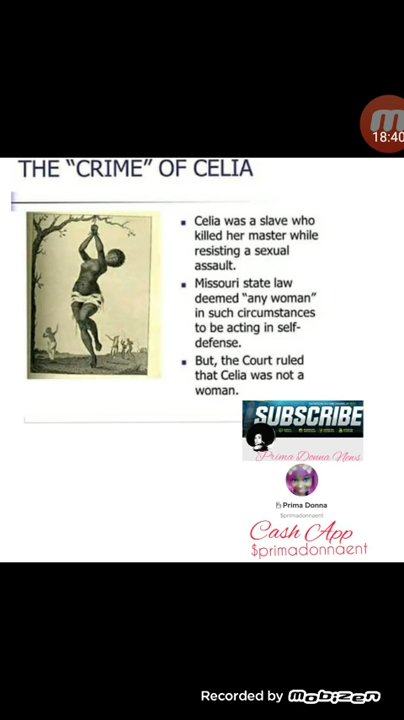 18:40
THE "CRIME" OF CELIA
Celia was a slave who
killed her master while
resisting a sexual
assault.
Missouri state law
deemed "any woman"
in such circumstances
to be acting in self-
defense.
But, the Court ruled
that Celia was not a
woman.
SUBSCRIBE
Prima Donna News
Prima Donna
$primadonnaent
Cash App
$primadonnaent
Recorded by Mobizen